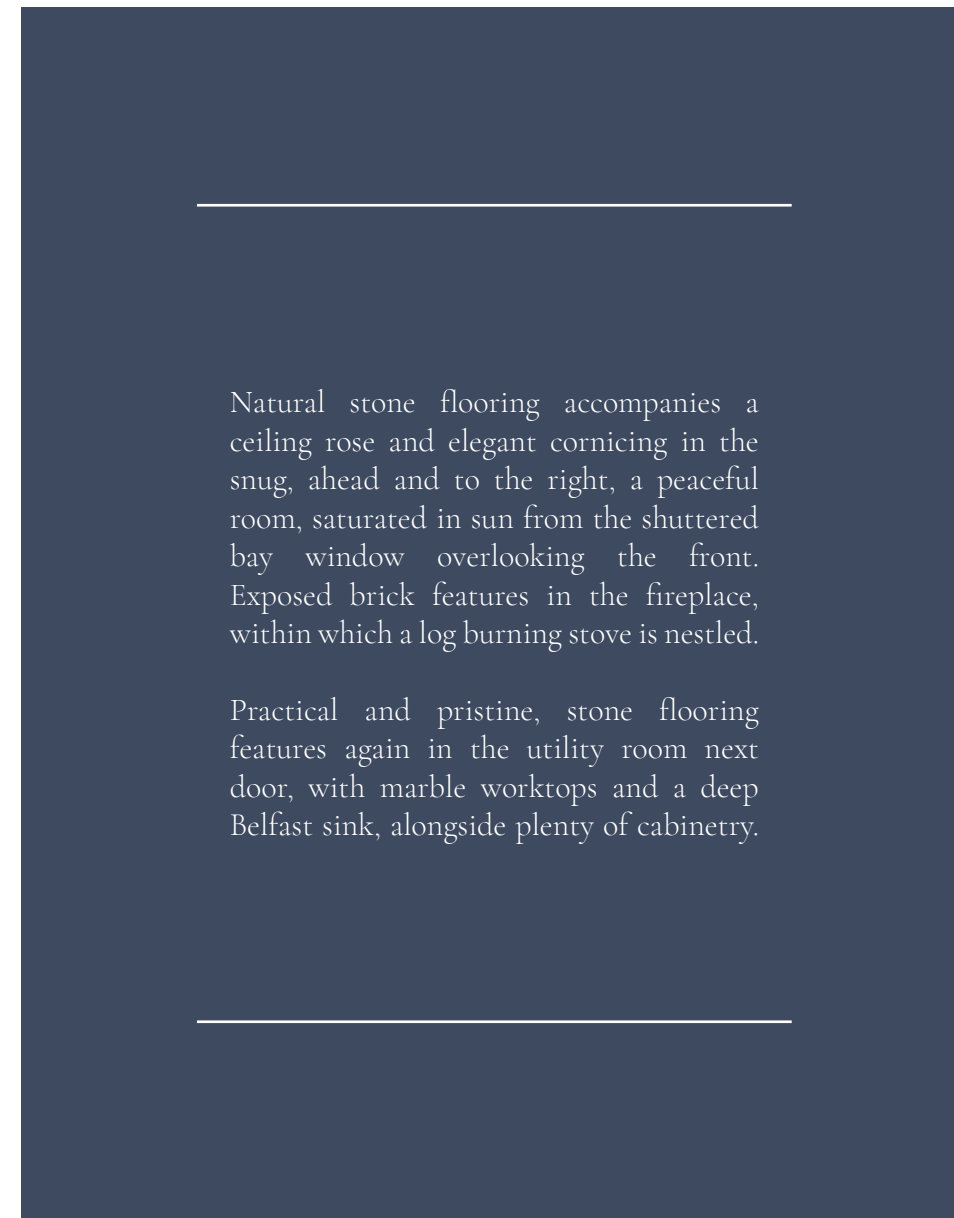 Natural stone flooring accompanies a
ceiling rose and elegant cornicing in the
snug, ahead and to the right, a peaceful
room, saturated in sun from the shuttered
bay window overlooking the front.
Exposed brick features in the fireplace,
within which a log burning stove is nestled.
Practical and pristine, stone flooring
features again in the utility room next
door, with marble worktops and a deep
Belfast sink, alongside plenty of cabinetry.